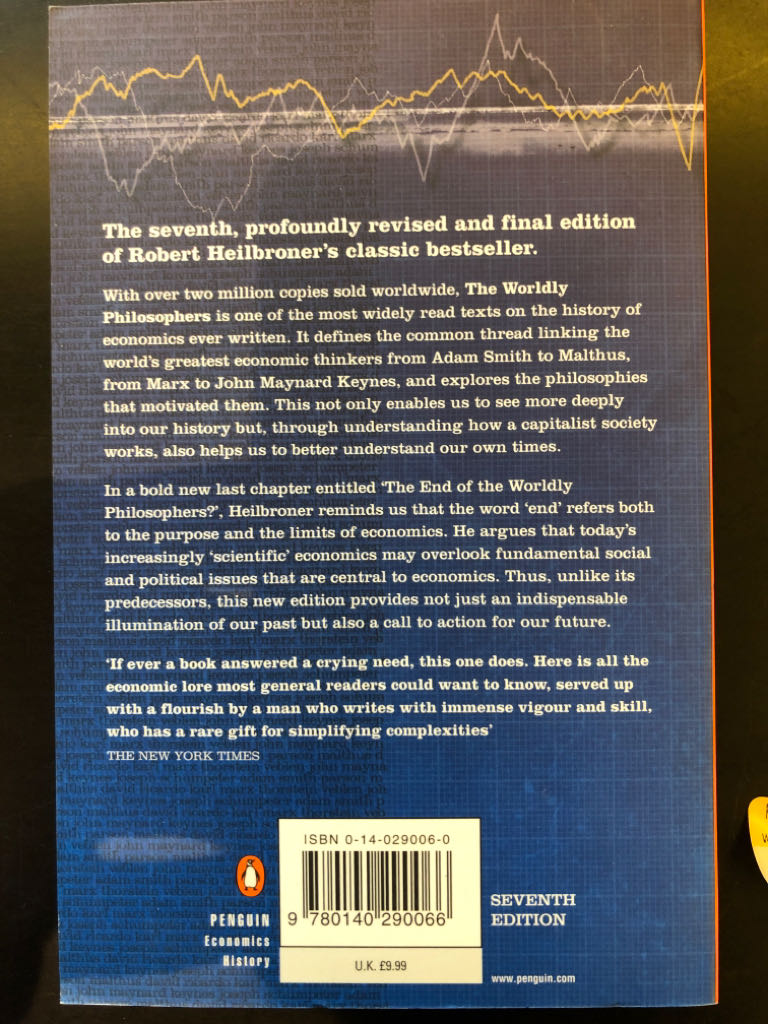 The seventh, profoundly revised and final edition
of Robert Heilbroner's classic bestseller.
With over two million copies sold worldwide, The Worldly
Philosophers is one of the most widely read texts on the history of
economics ever written. It defines the common thread linking the
world's greatest economic thinkers from Adam Smith to Malthus,
from Marx to John Maynard Keynes, and explores the philosophies
that motivated them. This not only enables us to see more deeply
into our history but, through understanding how a capitalist society
works, also helps us to better understand our own times.
In a bold new last chapter entitled 'The End of the Worldly
Philosophers?', Heilbroner reminds us that the word 'end' refers both
to the purpose and the limits of economics. He argues that today's
increasingly 'scientific' economics may overlook fundamental social
and political issues that are central to economics. Thus, unlike its
predecessors, this new edition provides not just an indispensable
illumination of our past but also a call to action for our future.
'If ever a book answered a crying need, this one does. Here is all the
economic lore most general readers could want to know, served up
with a flourish by a man who writes with immense vigour and skill,
who has a rare gift for simplifying complexities'
THE NEW YORK TIMES
ISBN 0-14-029006-0
9 780140 290066
U.K. £9.99
PENGUIN
Economics
History
SEVENTH
EDITION
www.penguin.com